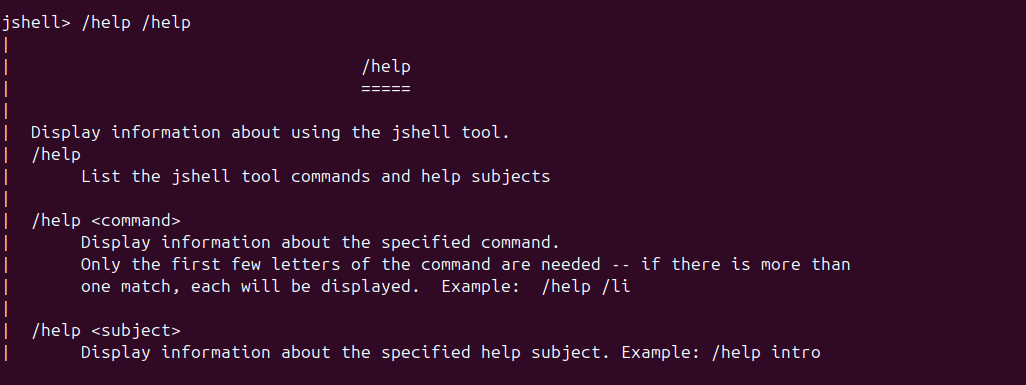 jshell> /help /help
|
|                                   /help
|                                   =====
|
|  Display information about using the jshell tool.
|  /help
|       List the jshell tool commands and help subjects
|
|  /help <command>
|       Display information about the specified command.
|       Only the first few letters of the command are needed -- if there is more than
|       one match, each will be displayed.  Example:  /help /li
|
|  /help <subject>
|       Display information about the specified help subject. Example: /help intro